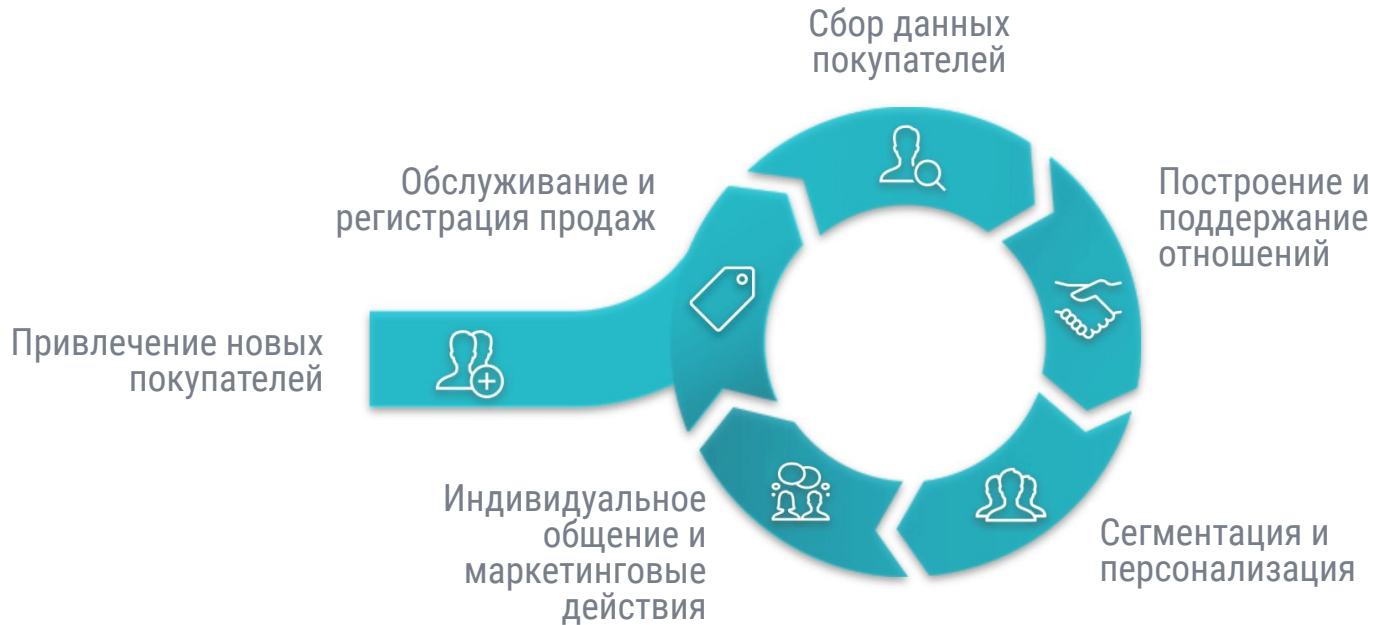 Сбор данных
покупателей
Обслуживание и
регистрация продаж
Построение и
поддержание
отношений
Привлечение новых
покупателей
Индивидуальное
общение и
маркетинговые
действия
Сегментация и
персонализация